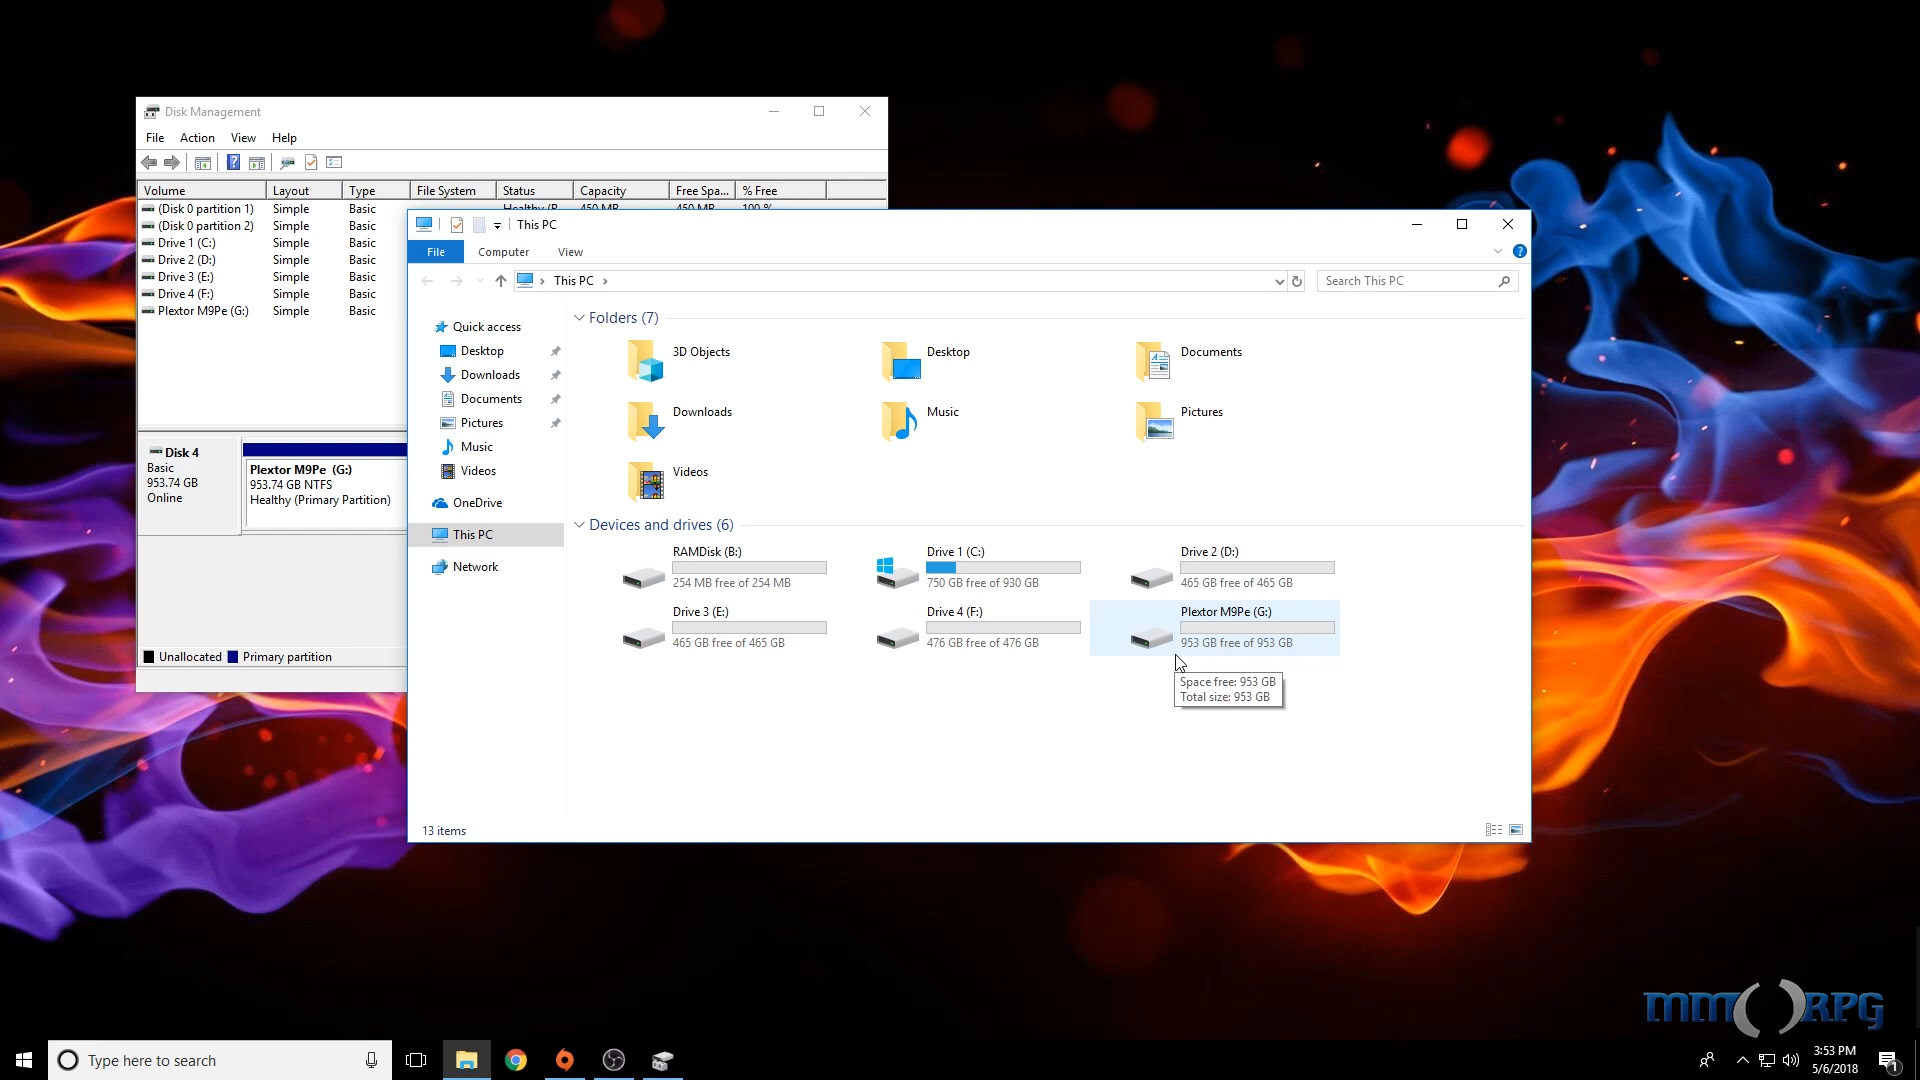 Disk Management
File Action View Help
Volume Layout Type File System Status Capacity Free Spa... % Free
(Disk 0 partition 1) Simple Basic Healthy (R 450 MB 450 MB 100 %
(Disk 0 partition 2) Simple Basic
Drive 1 (C:) Simple Basic
Drive 2 (D:) Simple Basic
Drive 3 (E:) Simple Basic
Drive 4 (F:) Simple Basic
Plextor M9Pe (G:) Simple Basic
Disk 4
Basic
953.74 GB
Online
Plextor M9Pe (G:)
953.74 GB NTFS
Healthy (Primary Partition)
Unallocated Primary partition
This PC
File Computer View
This PC
Search This PC
Quick access
Desktop
Downloads
Documents
Pictures
Music
Videos
OneDrive
This PC
Network
Folders (7)
3D Objects Desktop Documents
Downloads Music Pictures
Videos
Devices and drives (6)
RAMDisk (B:)
254 MB free of 254 MB
Drive 1 (C:)
750 GB free of 930 GB
Drive 2 (D:)
465 GB free of 465 GB
Drive 3 (E:)
465 GB free of 465 GB
Drive 4 (F:)
476 GB free of 476 GB
Plextor M9Pe (G:)
953 GB free of 953 GB
Space free: 953 GB
Total size: 953 GB
13 items
MMORPG
Type here to search
3:53 PM
5/6/2018
1